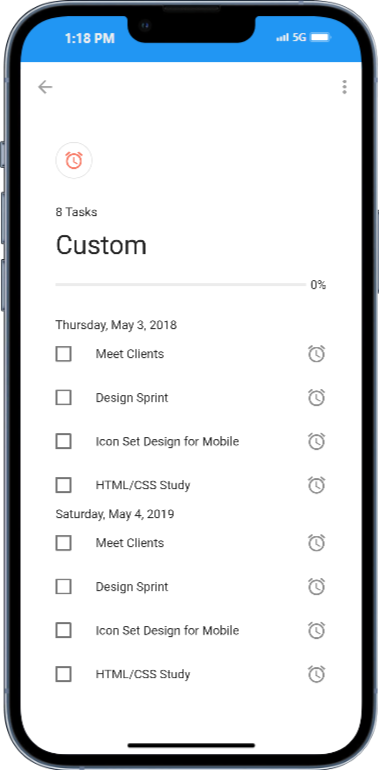 1:18 PM 5G
8 Tasks
Custom
0%
Thursday, May 3, 2018
Meet Clients
Design Sprint
Icon Set Design for Mobile
HTML/CSS Study
Saturday, May 4, 2019
Meet Clients
Design Sprint
Icon Set Design for Mobile
HTML/CSS Study